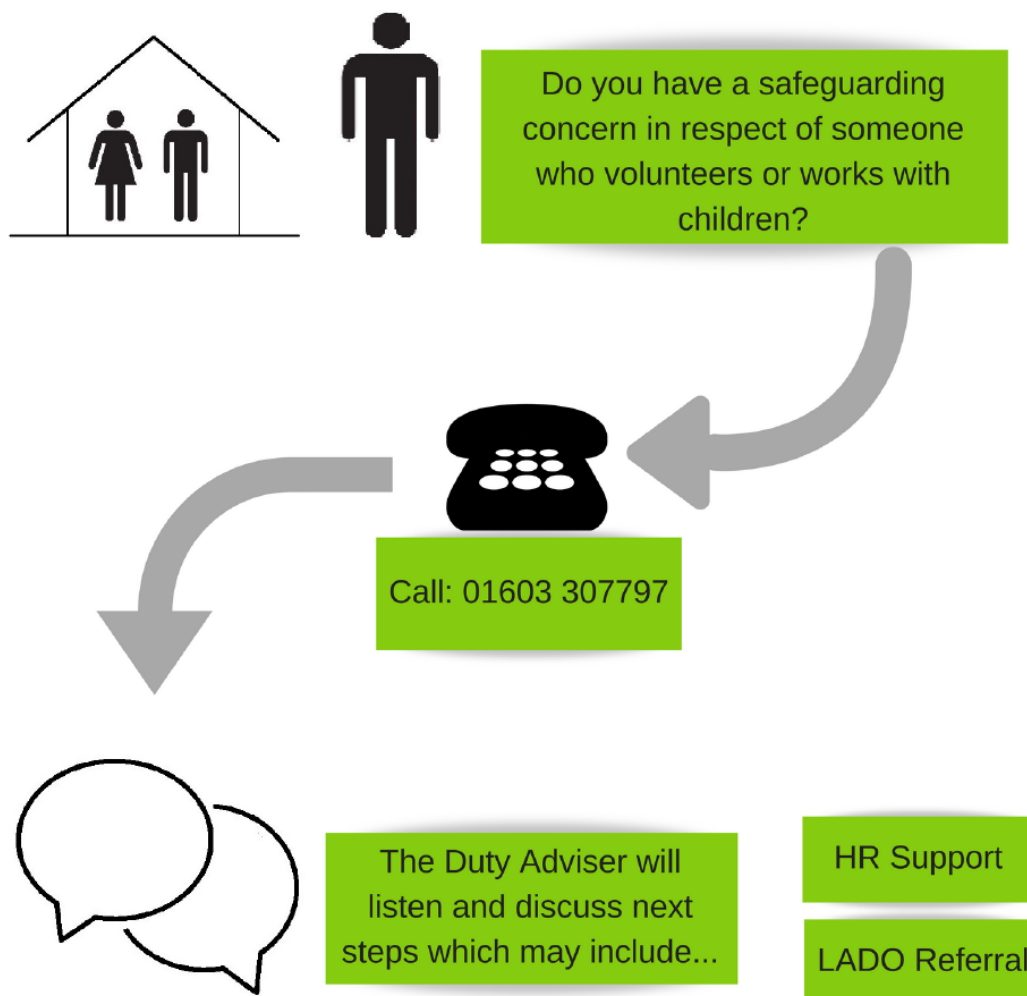 Do you have a safeguarding
concern in respect of someone
who volunteers or works with
children?
Call: 01603 307797
The Duty Adviser will
listen and discuss next
steps which may include...
HR Support
LADO Referral